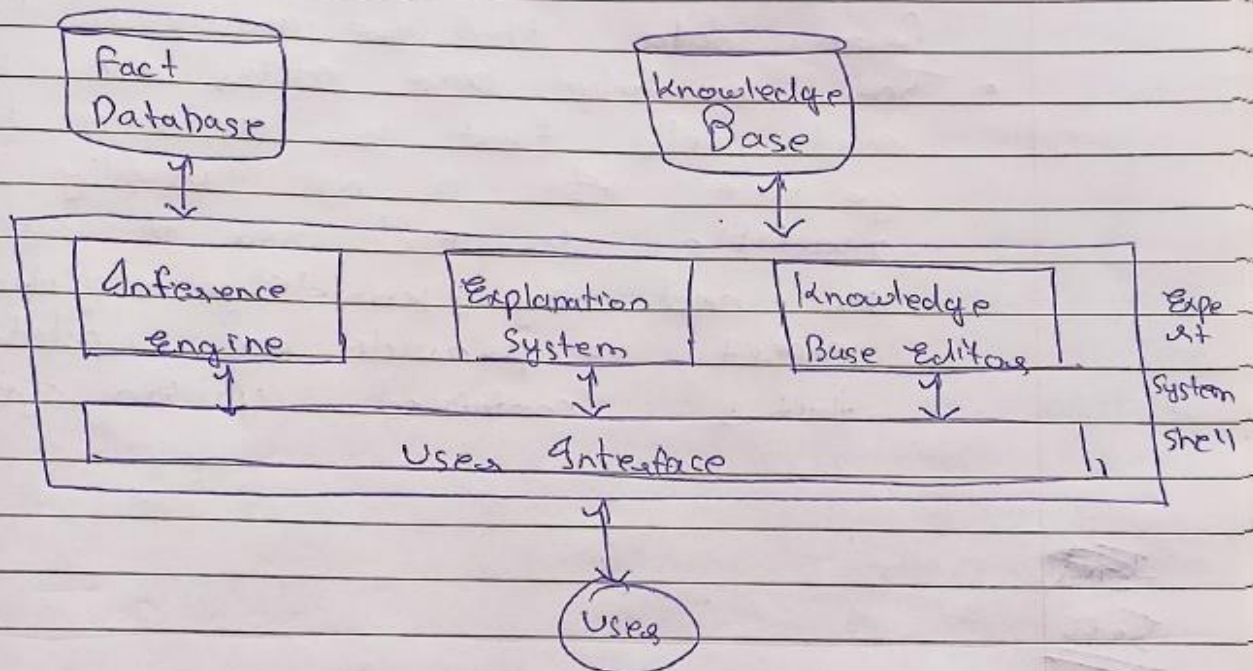 Fact
Database
Knowledge
Base
Inference
Engine
Explanation
System
Knowledge
Base Editor
Expe
rt
System
Shell
User Interface
User